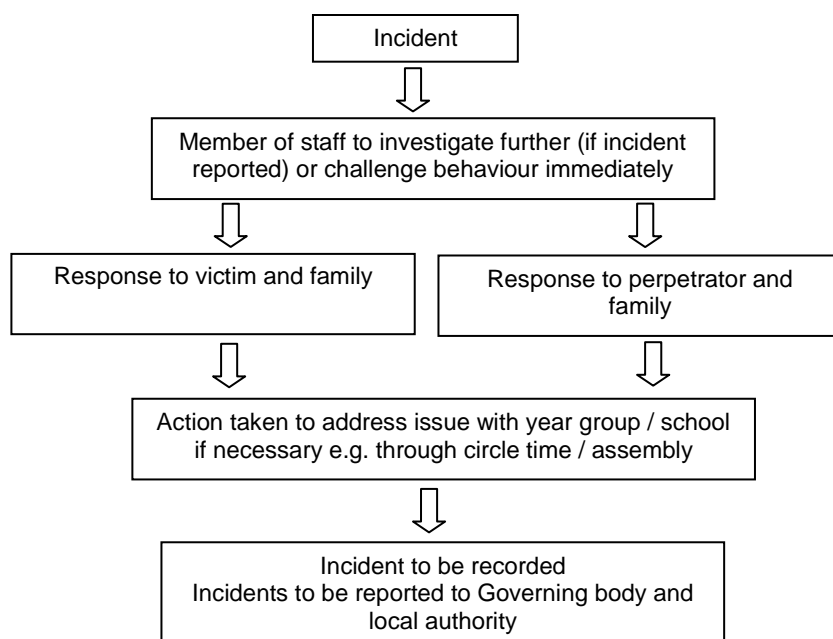 Incident
Member of staff to investigate further (if incident
reported) or challenge behaviour immediately
Response to victim and family
Response to perpetrator and
family
Action taken to address issue with year group / school
if necessary e.g. through circle time / assembly
Incident to be recorded
Incidents to be reported to Governing body and
local authority